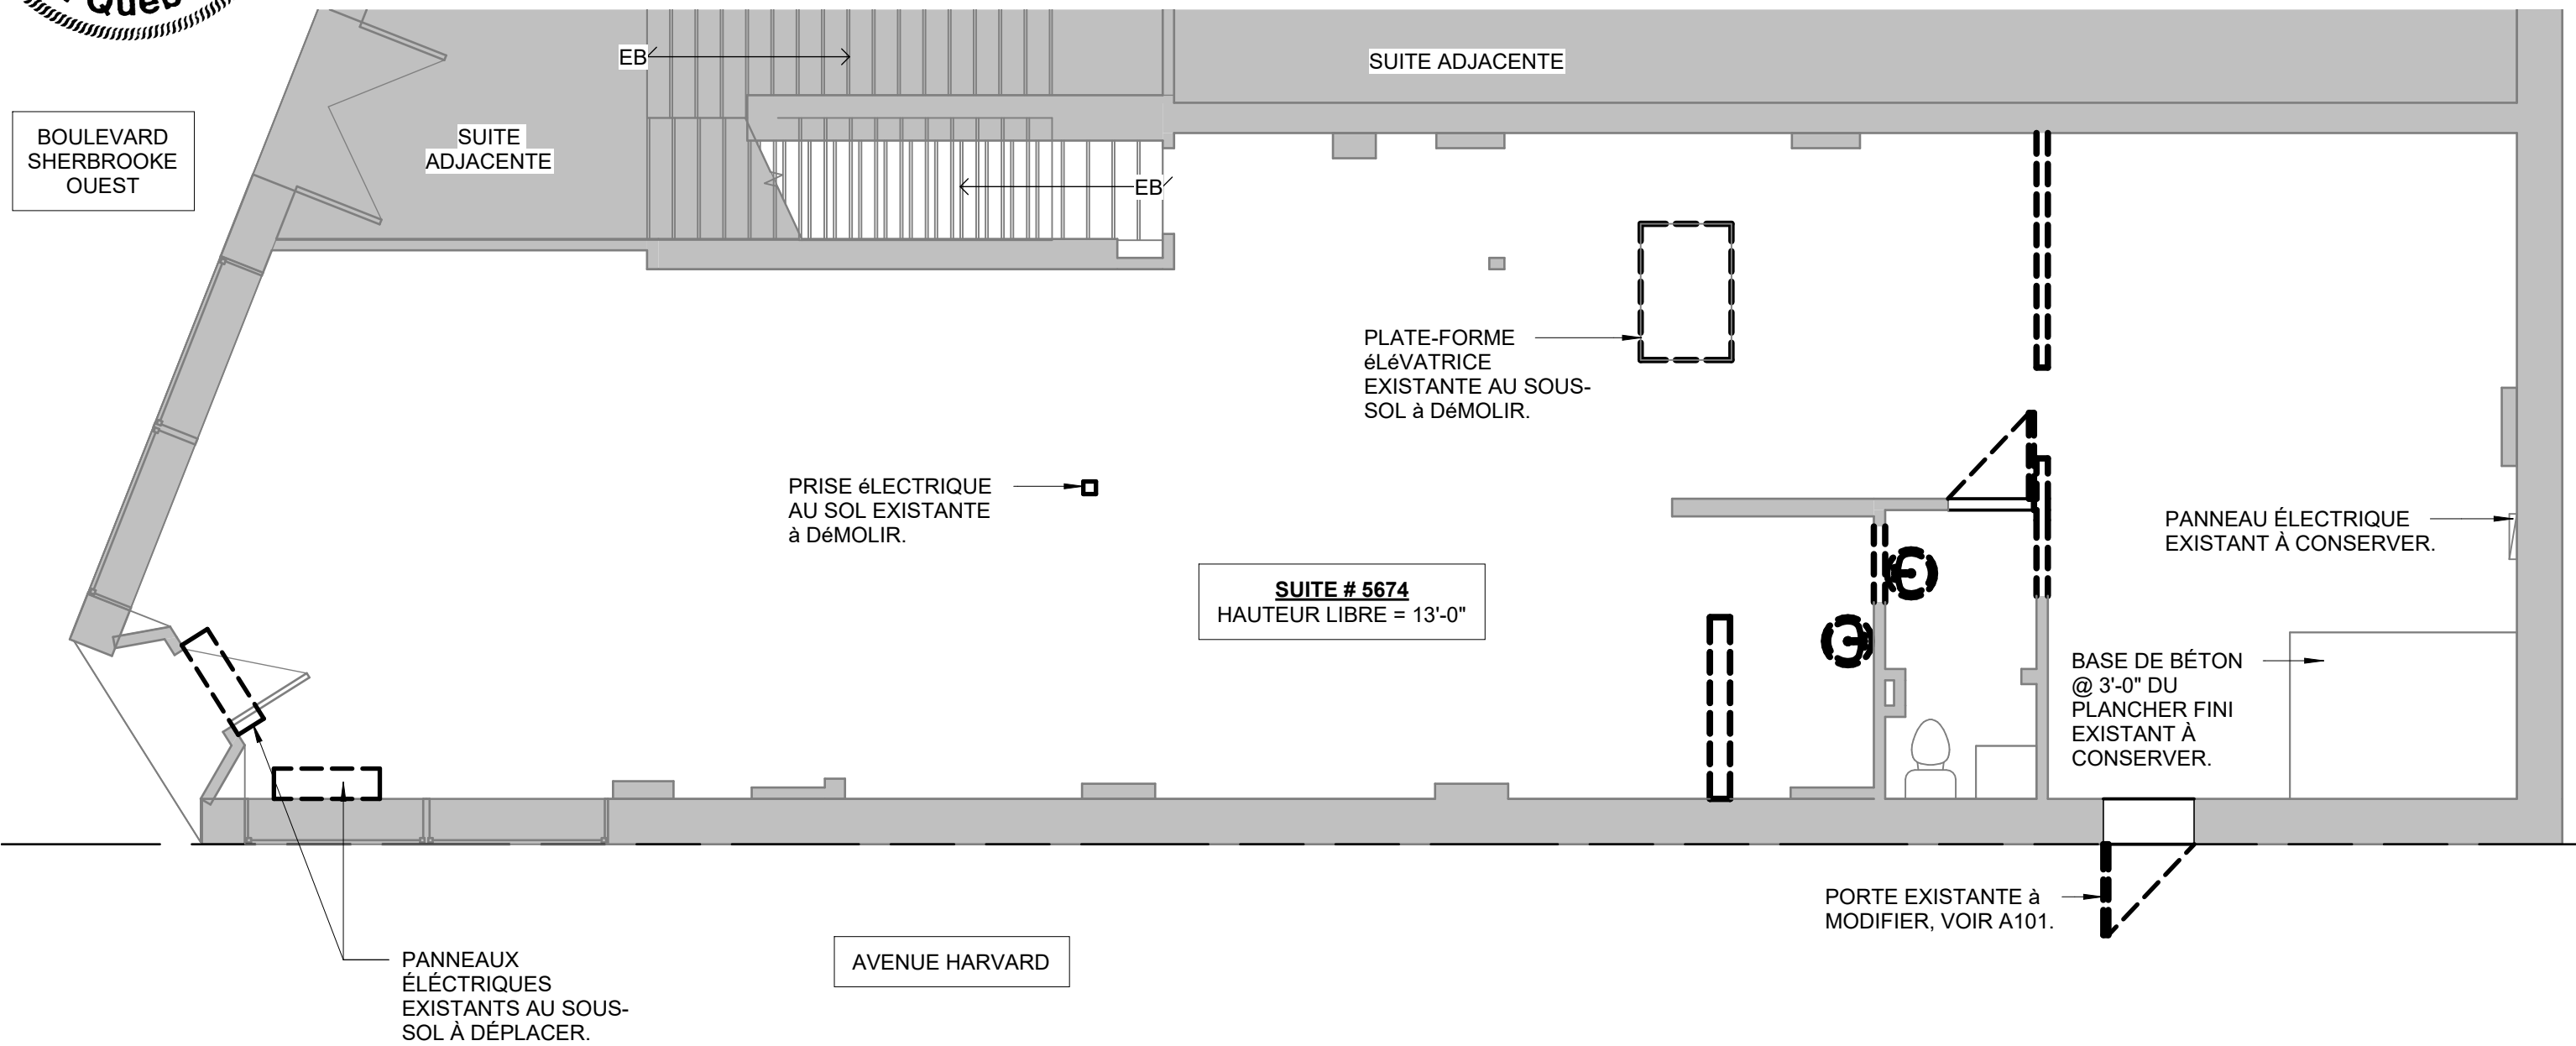 Québ
EB
SUITE ADJACENTE
BOULEVARD
SHERBROOKE
OUEST
SUITE
ADJACENTE
EB
PLATE-FORME
éLéVATRICE
EXISTANTE AU SOUS-
SOL à DéMOLIR.
PRISE éLECTRIQUE
AU SOL EXISTANTE
à DéMOLIR.
PANNEAU ÉLECTRIQUE
EXISTANT À CONSERVER.
SUITE # 5674
HAUTEUR LIBRE = 13'-0"
BASE DE BÉTON
@ 3'-0" DU
PLANCHER FINI
EXISTANT À
CONSERVER.
PORTE EXISTANTE à
MODIFIER, VOIR A101.
AVENUE HARVARD
PANNEAUX
ÉLÉCTRIQUES
EXISTANTS AU SOUS-
SOL À DÉPLACER.